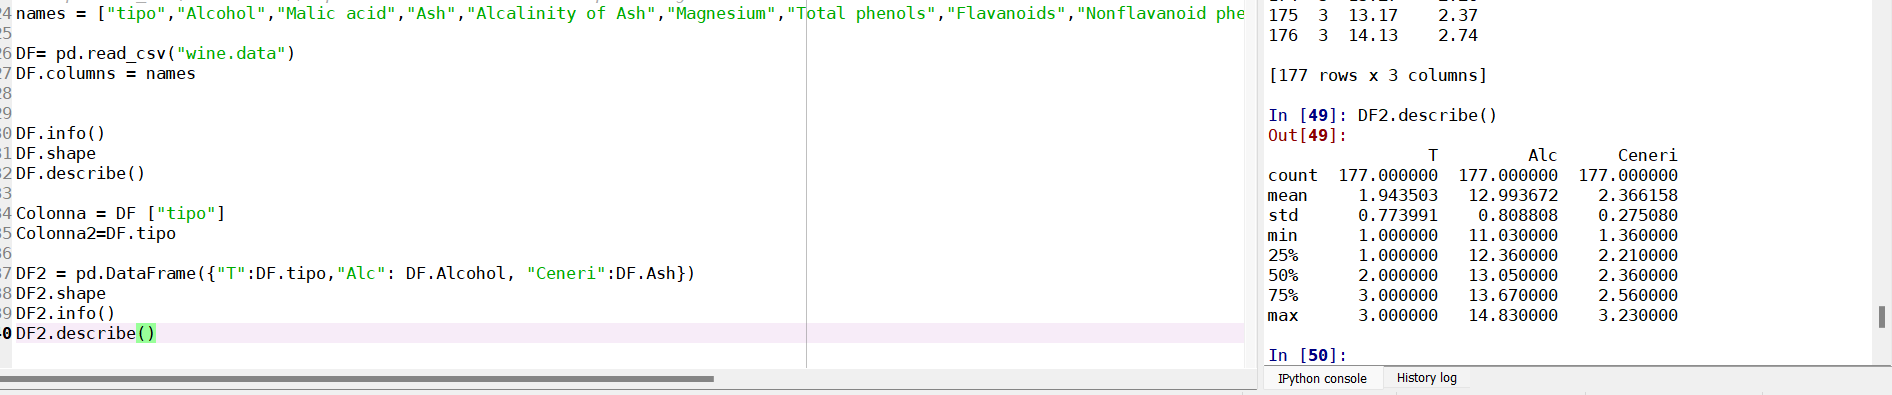 24 names = ["tipo","Alcohol","Malic acid","Ash","Alcalinity of Ash","Magnesium","Total phenols","Flavanoids","Nonflavanoid phe
25
26 DF= pd.read_csv("wine.data")
27 DF.columns = names
28
29
30 DF.info()
31 DF.shape
32 DF.describe()
33
34 Colonna = DF ["tipo"]
35 Colonna2=DF.tipo
36
37 DF2 = pd.DataFrame({"T":DF.tipo,"Alc": DF.Alcohol, "Ceneri":DF.Ash})
38 DF2.shape
39 DF2.info()
40 DF2.describe()
175 3 13.17 2.37
176 3 14.13 2.74
[177 rows x 3 columns]
In [49]: DF2.describe()
Out[49]:
T Alc Ceneri
count 177.000000 177.000000 177.000000
mean 1.943503 12.993672 2.366158
std 0.773991 0.808808 0.275080
min 1.000000 11.030000 1.360000
25% 1.000000 12.360000 2.210000
50% 2.000000 13.050000 2.360000
75% 3.000000 13.670000 2.560000
max 3.000000 14.830000 3.230000
In [50]:
IPython console History log